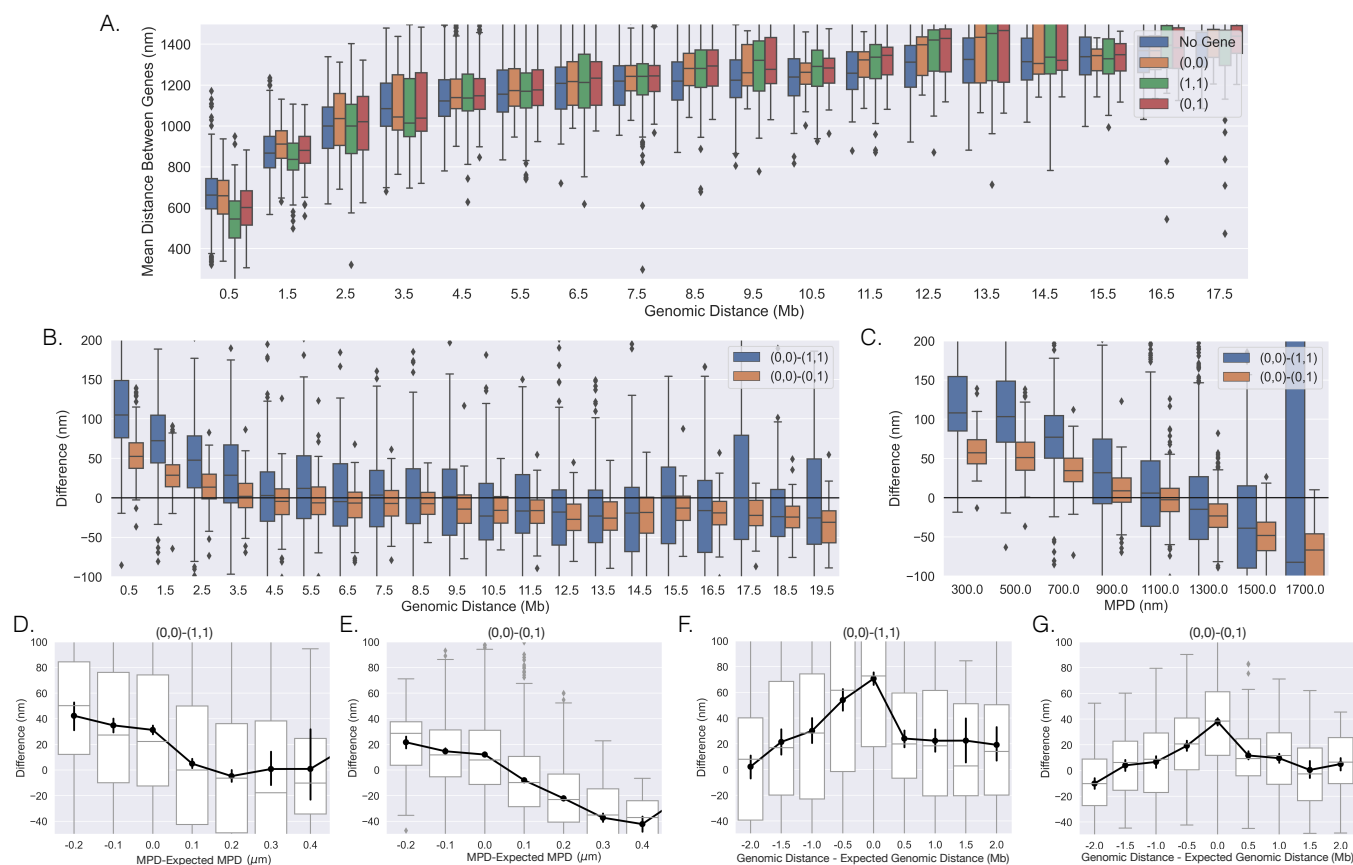 A.
Mean Distance Between Genes (nm)
1400
1200
1000
800
600
400
No Gene
(0,0)
(1,1)
(0,1)
0.5 1.5 2.5 3.5 4.5 5.5 6.5 7.5 8.5 9.5 10.5 11.5 12.5 13.5 14.5 15.5 16.5 17.5
Genomic Distance (Mb)
B.
Difference (nm)
200
150
100
50
0
−50
−100
(0,0)-(1,1)
(0,0)-(0,1)
0.5 1.5 2.5 3.5 4.5 5.5 6.5 7.5 8.5 9.5 10.5 11.5 12.5 13.5 14.5 15.5 16.5 17.5 18.5 19.5
Genomic Distance (Mb)
C.
Difference (nm)
200
150
100
50
0
−50
−100
(0,0)-(1,1)
(0,0)-(0,1)
300.0 500.0 700.0 900.0 1100.0 1300.0 1500.0 1700.0
MPD (nm)
D.
(0,0)-(1,1)
Difference (nm)
100
80
60
40
20
0
−20
−40
-0.2 -0.1 0.0 0.1 0.2 0.3 0.4
MPD-Expected MPD (μm)
E.
(0,0)-(0,1)
Difference (nm)
100
80
60
40
20
0
−20
−40
-0.2 -0.1 0.0 0.1 0.2 0.3 0.4
MPD-Expected MPD (μm)
F.
(0,0)-(1,1)
Difference (nm)
100
80
60
40
20
0
−20
−40
-2.0 -1.5 -1.0 -0.5 0.0 0.5 1.0 1.5 2.0
Genomic Distance - Expected Genomic Distance (Mb)
G.
(0,0)-(0,1)
Difference (nm)
100
80
60
40
20
0
−20
−40
-2.0 -1.5 -1.0 -0.5 0.0 0.5 1.0 1.5 2.0
Genomic Distance - Expected Genomic Distance (Mb)